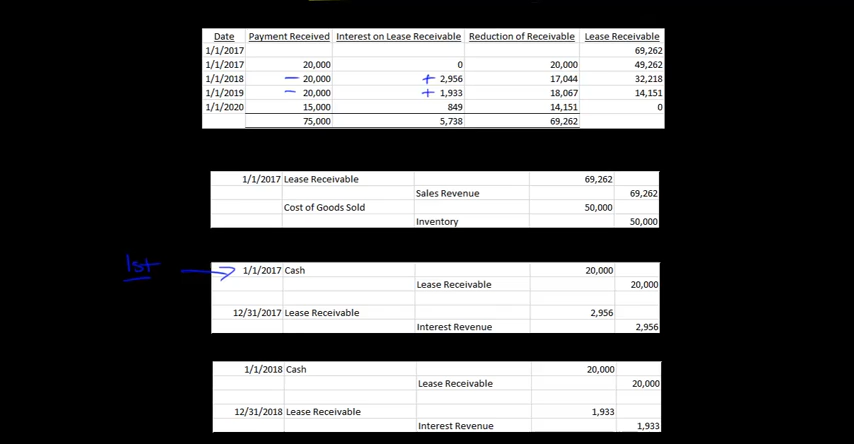 Date Payment Received Interest on Lease Receivable Reduction of Receivable Lease Receivable
1/1/2017 69,262
1/1/2017 20,000 0 20,000 49,262
1/1/2018 — 20,000 + 2,956 17,044 32,218
1/1/2019 – 20,000 + 1,933 18,067 14,151
1/1/2020 15,000 849 14,151 0
75,000 5,738 69,262
1/1/2017 Lease Receivable 69,262
Sales Revenue 69,262
Cost of Goods Sold 50,000
Inventory 50,000
1st 1/1/2017 Cash 20,000
Lease Receivable 20,000
12/31/2017 Lease Receivable 2,956
Interest Revenue 2,956
1/1/2018 Cash 20,000
Lease Receivable 20,000
12/31/2018 Lease Receivable 1,933
Interest Revenue 1,933